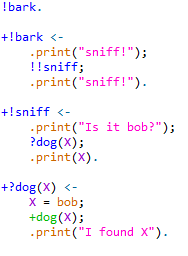 !bark.
+!bark <-
.print("sniff!");
!!sniff;
.print("sniff!").
+!sniff <-
.print("Is it bob?");
?dog(X);
.print(X).
+?dog(X) <-
X = bob;
+dog(X);
.print("I found X").